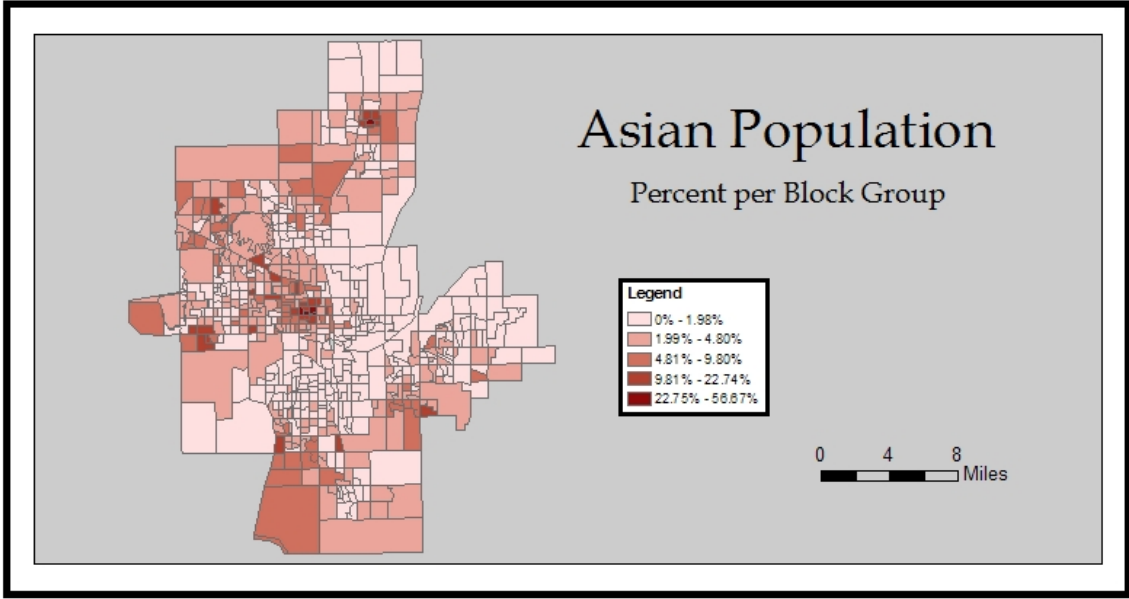 Asian Population
Percent per Block Group
Legend
0% - 1.98%
1.99% - 4.80%
4.81% - 9.80%
9.81% - 22.74%
22.75% - 56.67%
0 4 8
Miles